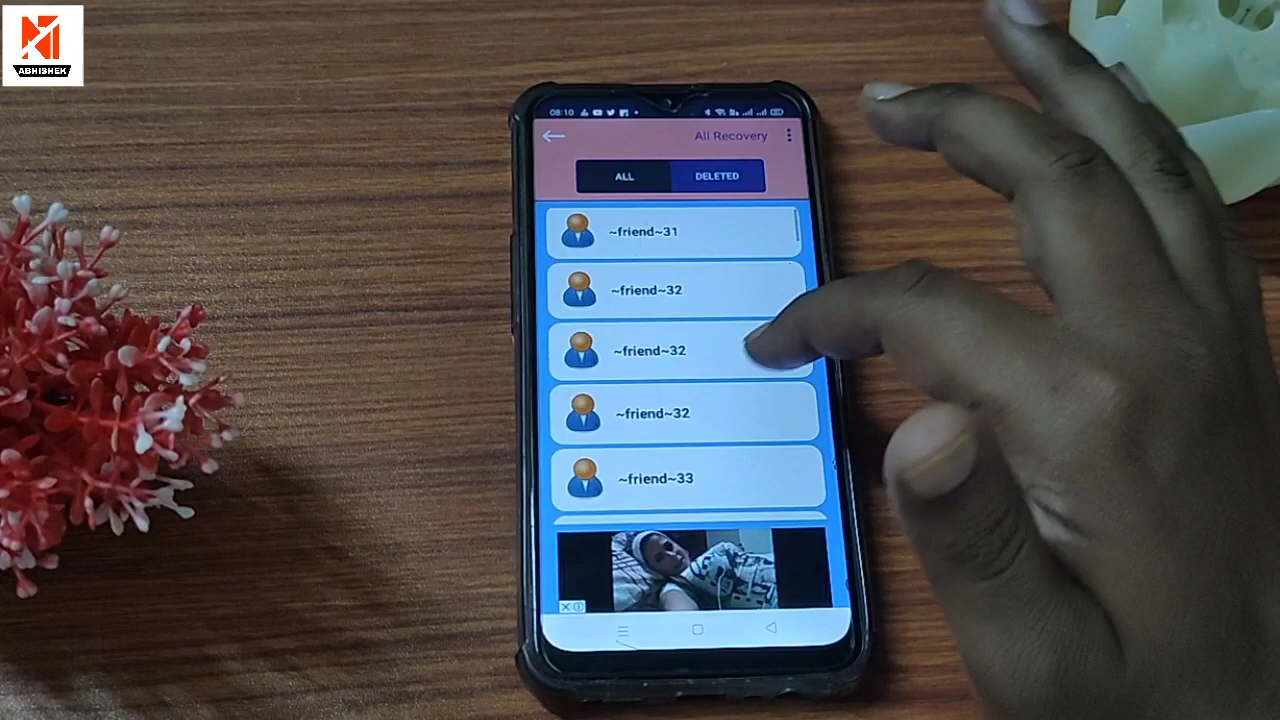 ABHISHEK
08:10
All Recovery
ALL
DELETED
~friend~31
~friend~32
~friend~32
~friend~32
~friend~33